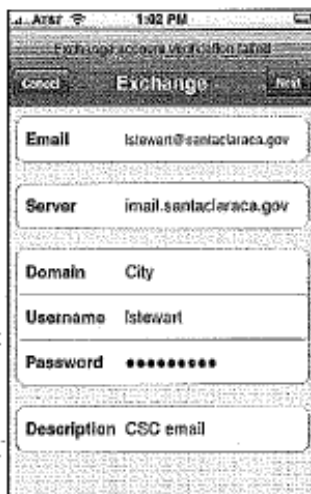 AT&T 1:02 PM
Exchange account verification failed
Cancel Exchange Next
Email lstewart@santaclaraca.gov
Server imail.santaclaraca.gov
Domain City
Username lstewart
Password ●●●●●●●●●
Description CSC email